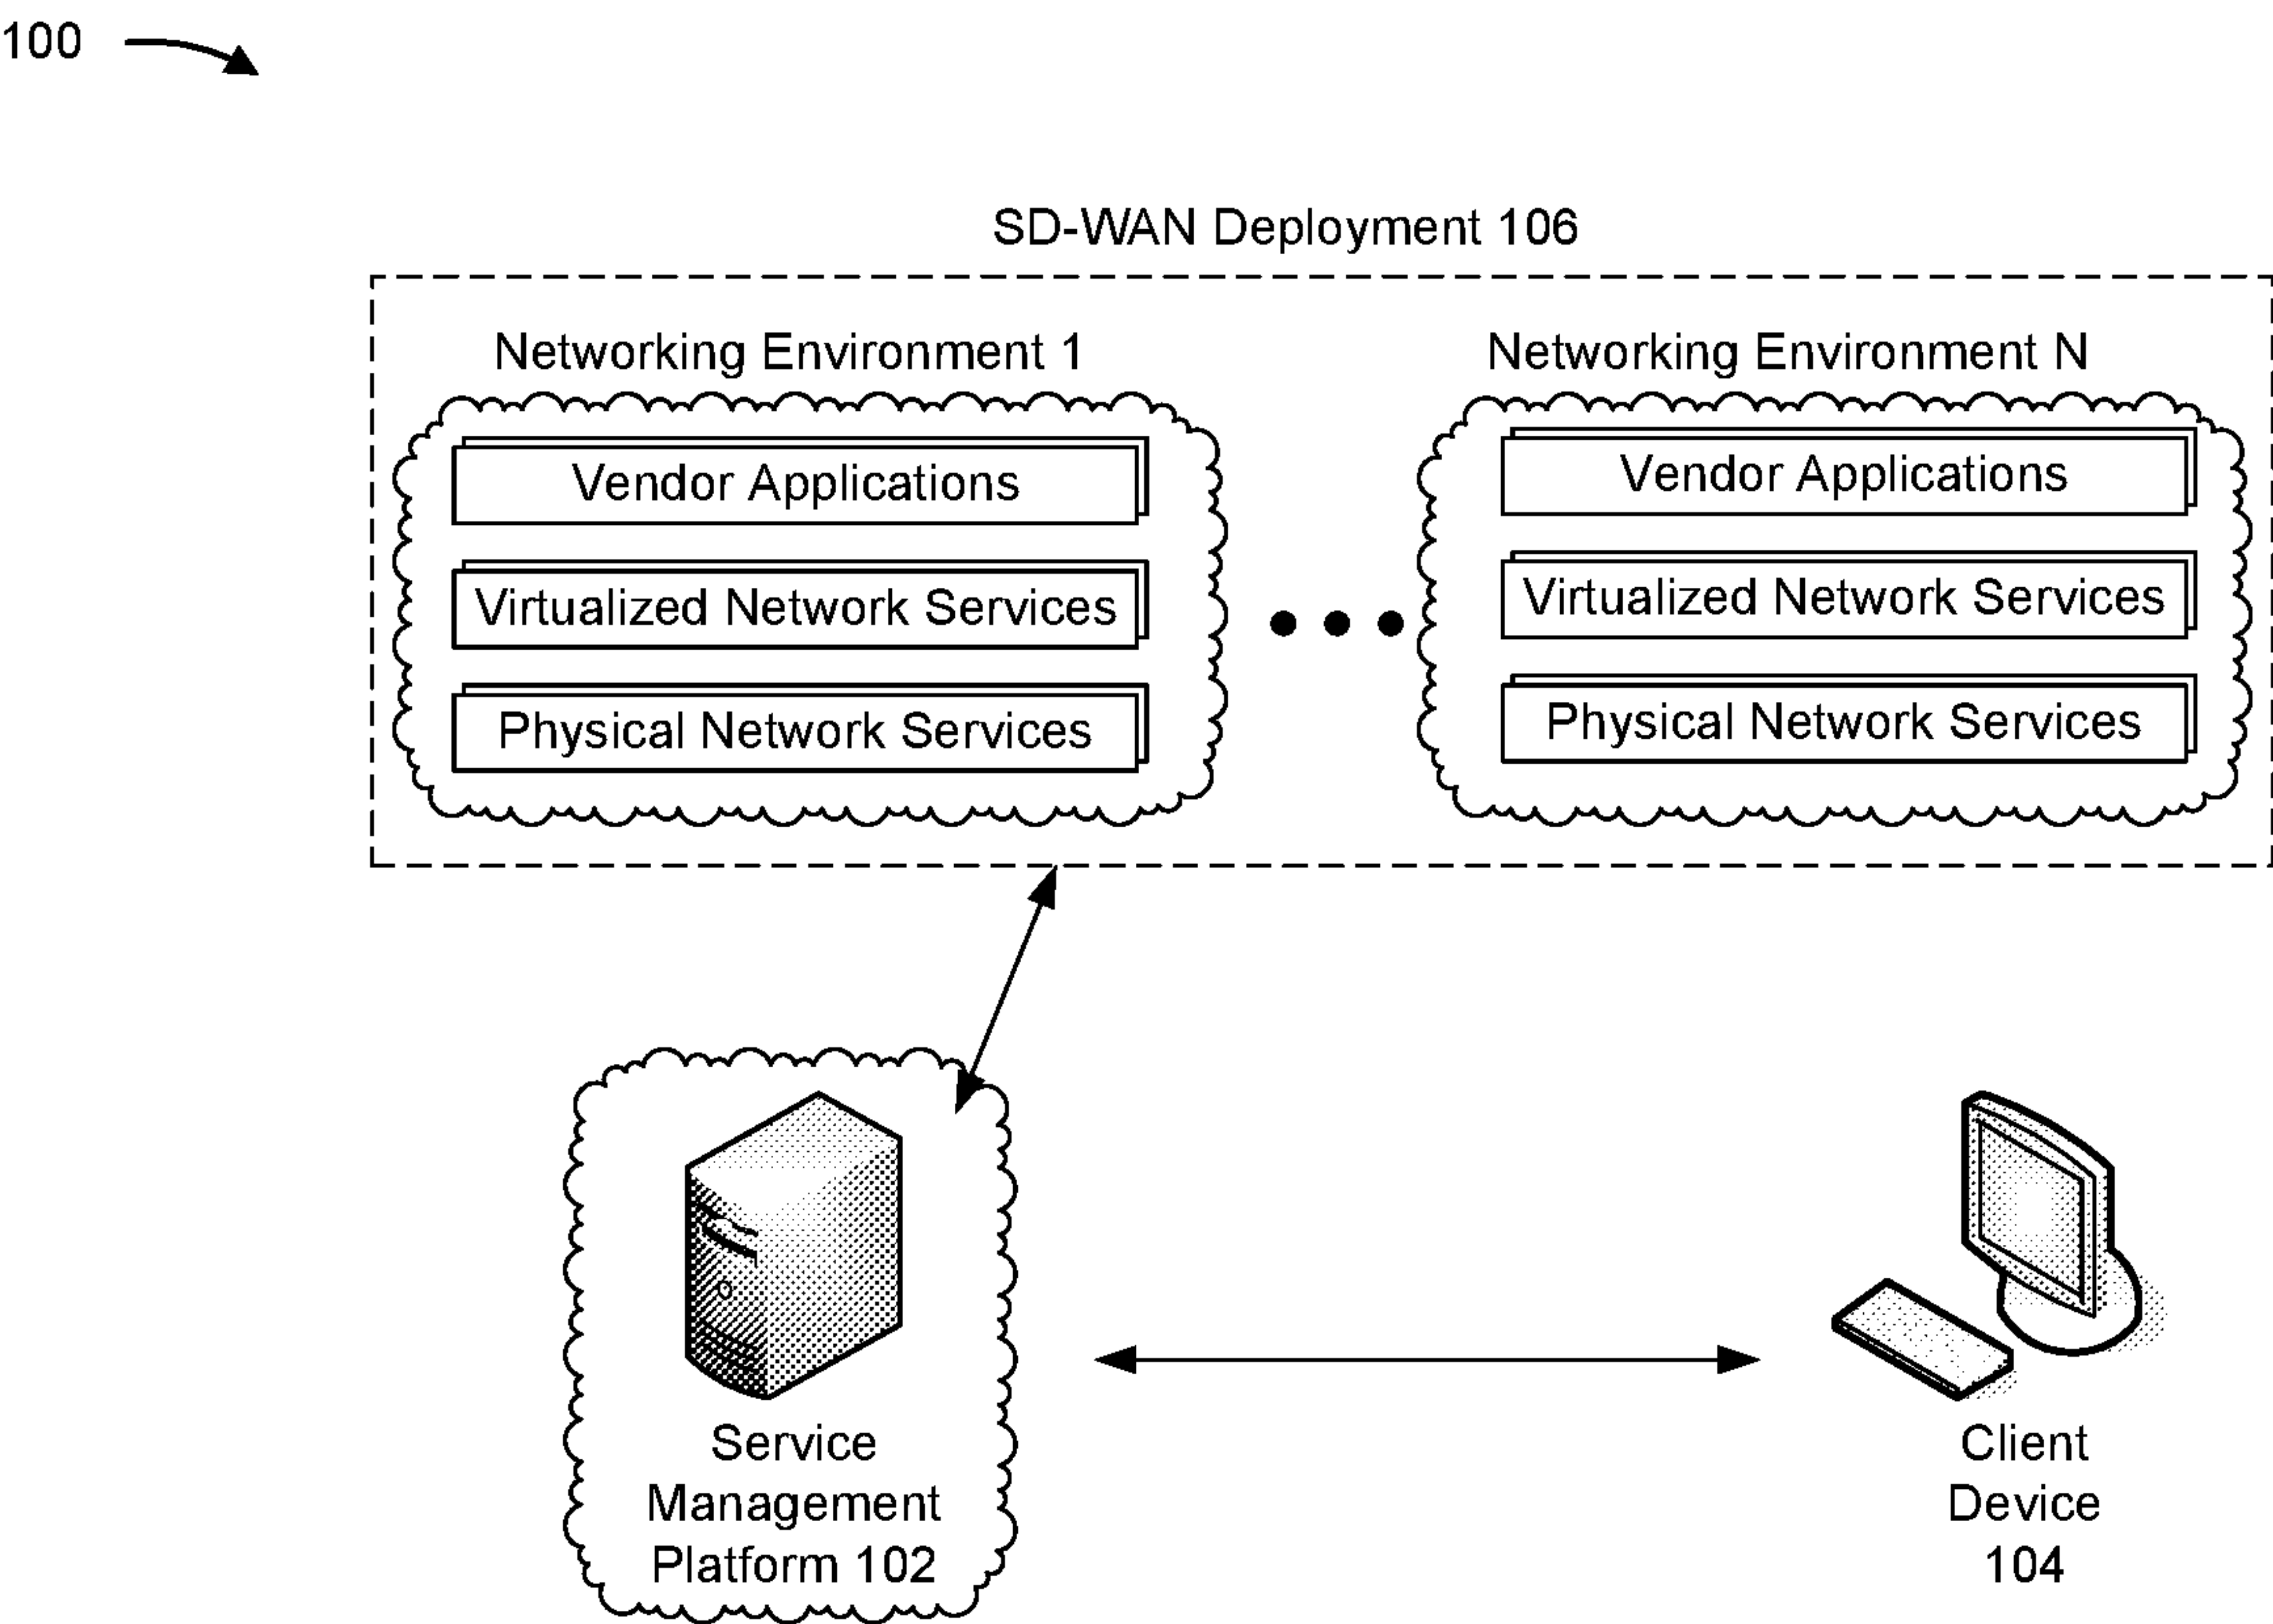 100
SD-WAN Deployment 106
Networking Environment 1
Vendor Applications
Virtualized Network Services
Physical Network Services
Networking Environment N
Vendor Applications
Virtualized Network Services
Physical Network Services
Service
Management
Platform 102
Client
Device
104